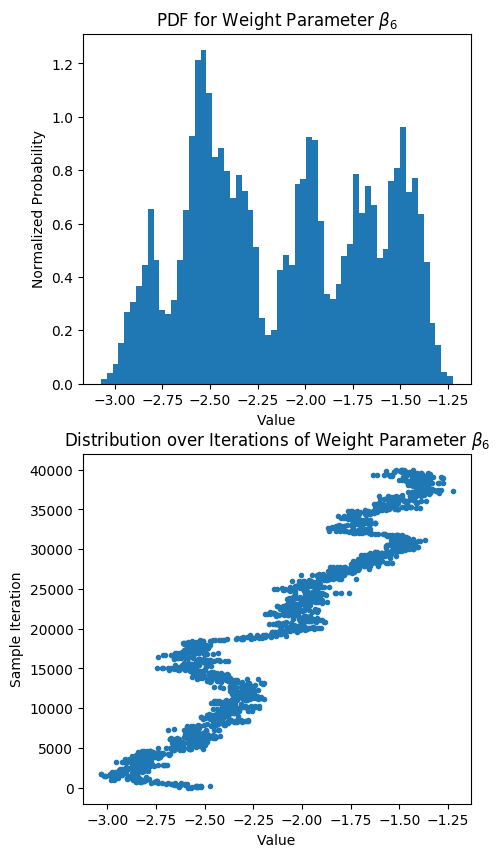 PDF for Weight Parameter β₆
1.2
1.0
0.8
0.6
0.4
0.2
0.0
Normalized Probability
−3.00 −2.75 −2.50 −2.25 −2.00 −1.75 −1.50 −1.25
Value
Distribution over Iterations of Weight Parameter β₆
40000
35000
30000
25000
20000
15000
10000
5000
0
Sample Iteration
−3.00 −2.75 −2.50 −2.25 −2.00 −1.75 −1.50 −1.25
Value